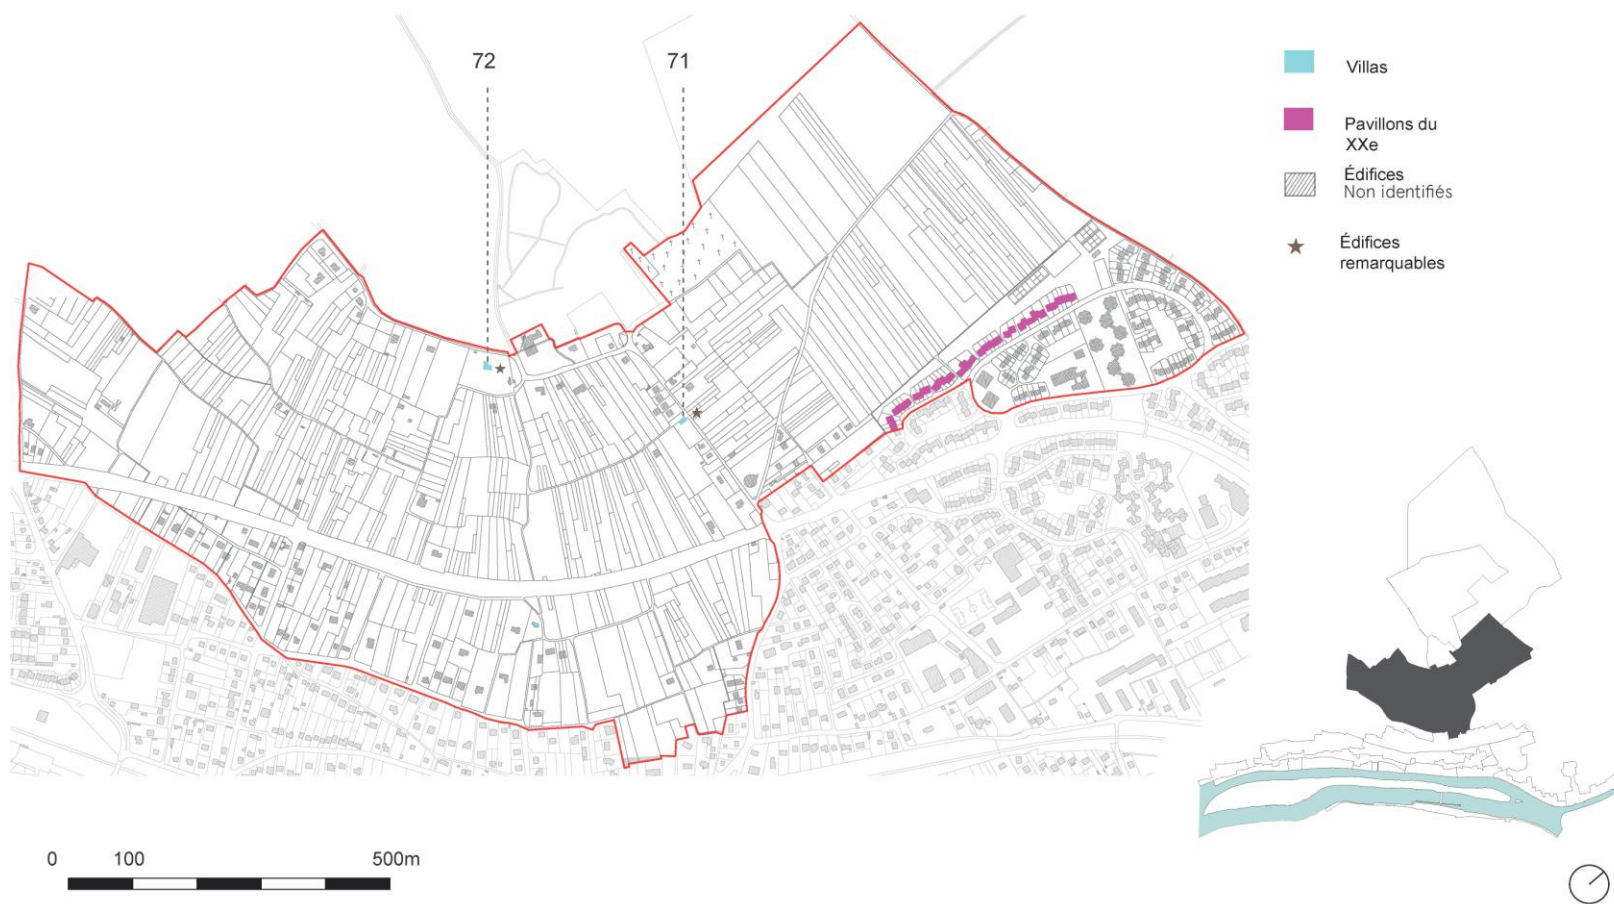 72
71
Villas
Pavillons du
XXe
Édifices
Non identifiés
Édifices
remarquables
0
100
500m